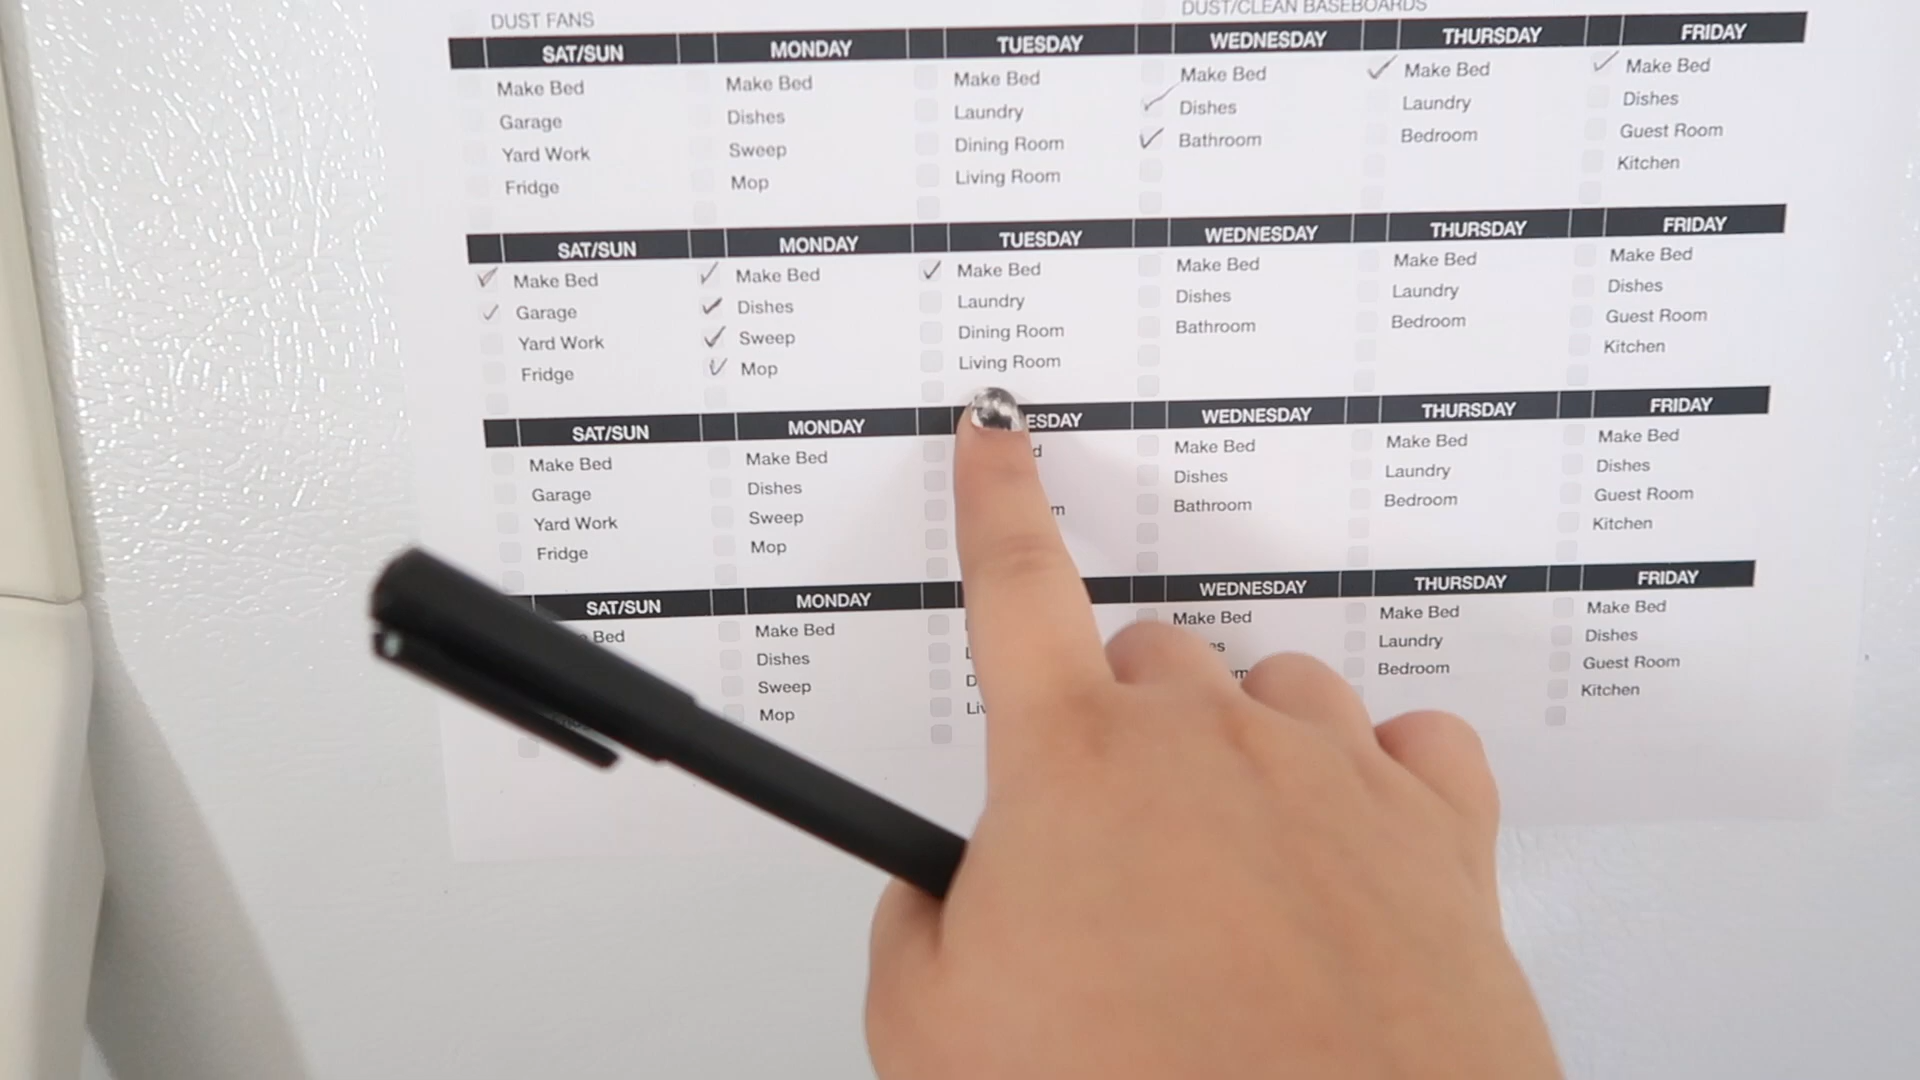 DUST FANS DUST/CLEAN BASEBOARDS
SAT/SUN MONDAY TUESDAY WEDNESDAY THURSDAY FRIDAY
Make Bed Make Bed Make Bed Make Bed Make Bed Make Bed
Garage Dishes Laundry Dishes Laundry Dishes
Yard Work Sweep Dining Room Bathroom Bedroom Guest Room
Fridge Mop Living Room Kitchen
SAT/SUN MONDAY TUESDAY WEDNESDAY THURSDAY FRIDAY
Make Bed Make Bed Make Bed Make Bed Make Bed Make Bed
Garage Dishes Laundry Dishes Laundry Dishes
Yard Work Sweep Dining Room Bathroom Bedroom Guest Room
Fridge Mop Living Room Kitchen
SAT/SUN MONDAY ESDAY WEDNESDAY THURSDAY FRIDAY
Make Bed Make Bed d Make Bed Make Bed Make Bed
Garage Dishes Dishes Laundry Dishes
Yard Work Sweep m Bathroom Bedroom Guest Room
Fridge Mop Kitchen
SAT/SUN MONDAY WEDNESDAY THURSDAY FRIDAY
Bed Make Bed Make Bed Make Bed Make Bed
Dishes L es Laundry Dishes
Sweep D m Bedroom Guest Room
Mop Liv Kitchen